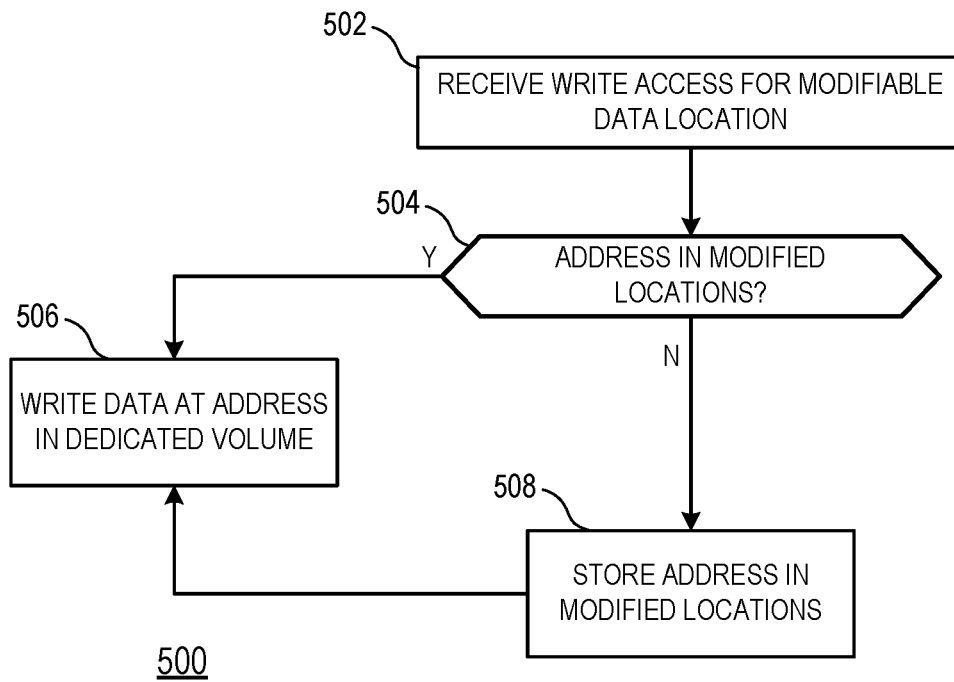 502
RECEIVE WRITE ACCESS FOR MODIFIABLE
DATA LOCATION
504
Y
ADDRESS IN MODIFIED
LOCATIONS?
506
N
WRITE DATA AT ADDRESS
IN DEDICATED VOLUME
508
STORE ADDRESS IN
MODIFIED LOCATIONS
500